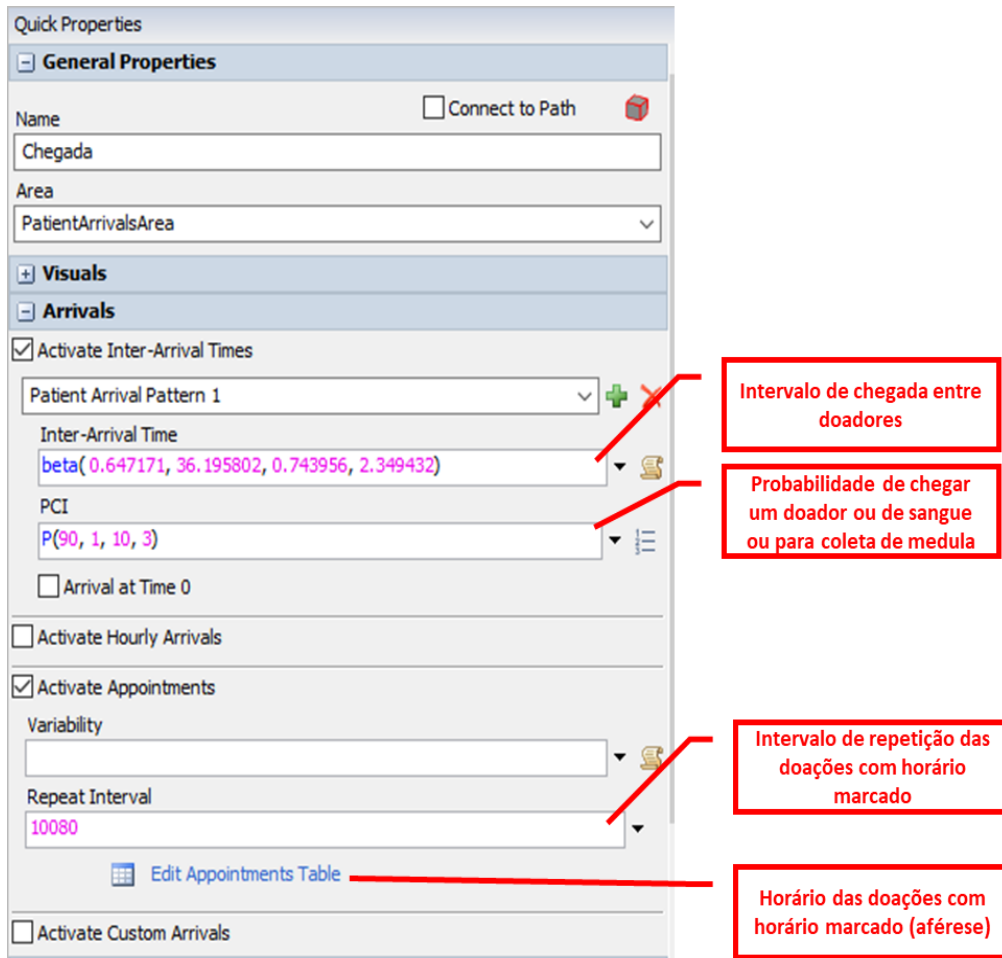 Quick Properties
General Properties
Connect to Path
Name
Chegada
Area
PatientArrivalsArea
Visuals
Arrivals
Activate Inter-Arrival Times
Patient Arrival Pattern 1
Inter-Arrival Time
beta( 0.647171, 36.195802, 0.743956, 2.349432)
PCI
P(90, 1, 10, 3)
Arrival at Time 0
Activate Hourly Arrivals
Activate Appointments
Variability
Repeat Interval
10080
Edit Appointments Table
Activate Custom Arrivals
Intervalo de chegada entre
doadores
Probabilidade de chegar
um doador ou de sangue
ou para coleta de medula
Intervalo de repetição das
doações com horário
marcado
Horário das doações com
horário marcado (aférese)